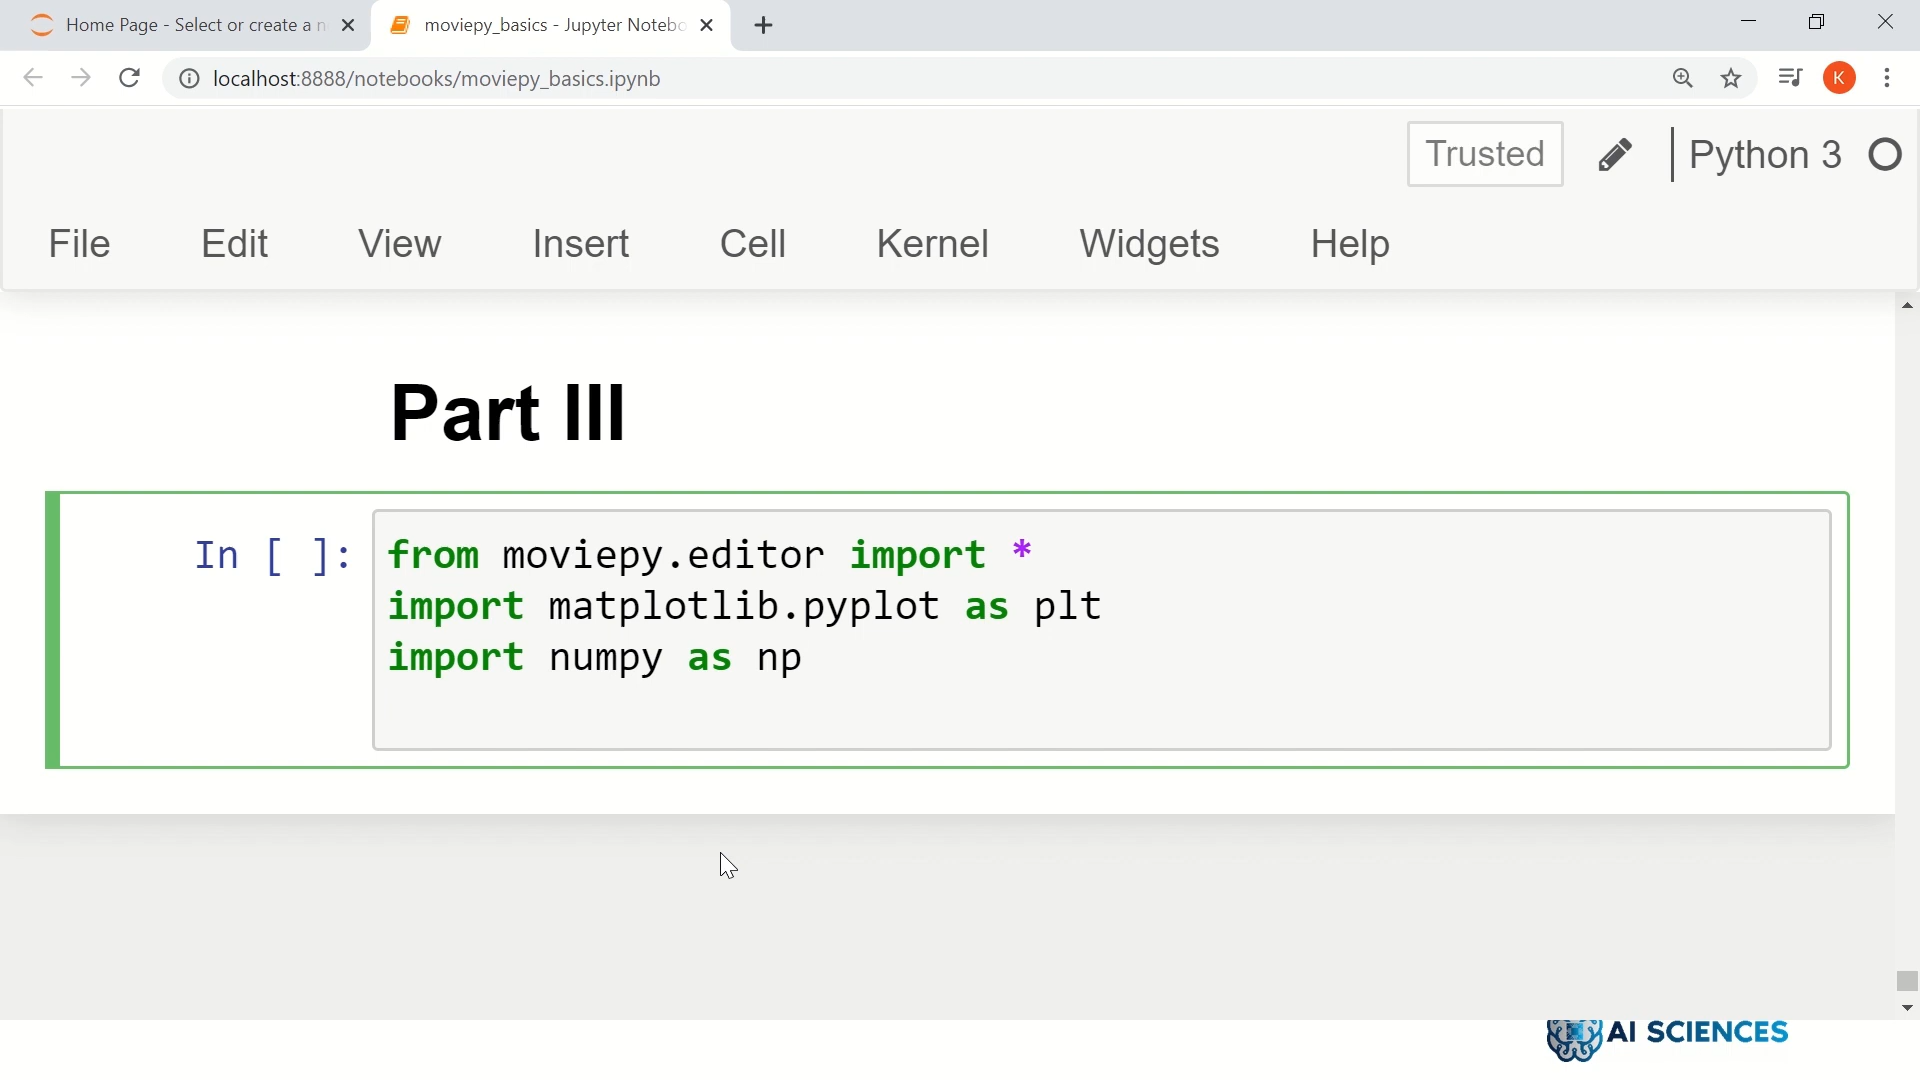 Home Page - Select or create a n
moviepy_basics - Jupyter Notebo
localhost:8888/notebooks/moviepy_basics.ipynb
K
Trusted
Python 3
File Edit View Insert Cell Kernel Widgets Help
Part III
In [ ]:
from moviepy.editor import *
import matplotlib.pyplot as plt
import numpy as np
AI SCIENCES